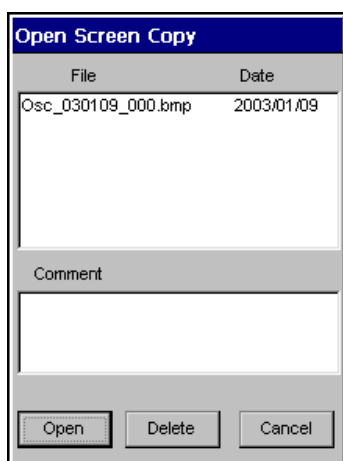 Open Screen Copy
File Date
Osc_030109_000.bmp 2003/01/09
Comment
Open Delete Cancel